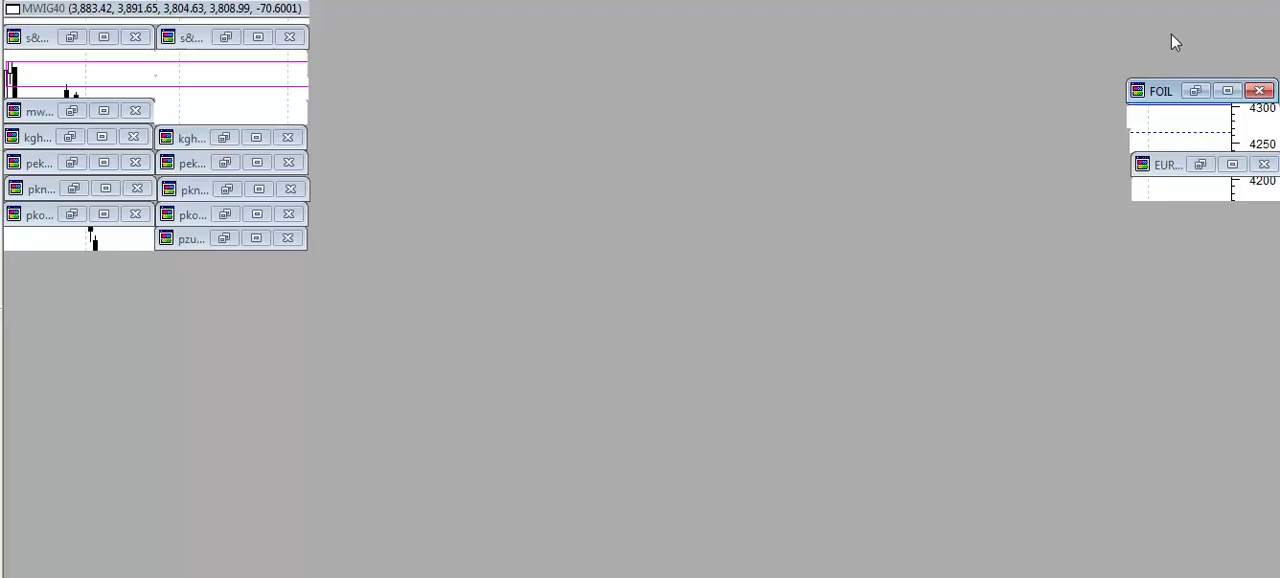 MWIG40 (3,883.42, 3,891.65, 3,804.63, 3,808.99, -70.6001)
s&... s&...
FOIL
4300
mw...
kgh... kgh...
4250
pek... pek...
EUR...
4200
pkn... pkn...
pko... pko...
pzu...